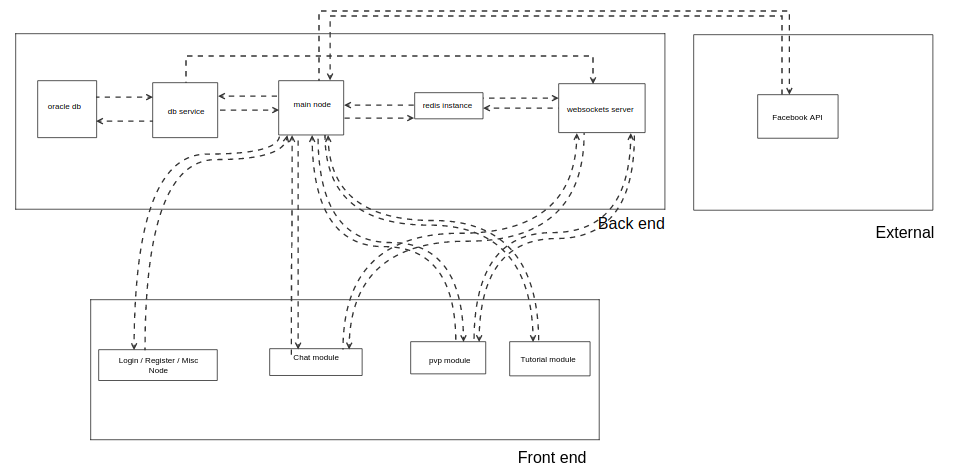 oracle db
db service
main node
redis instance
websockets server
Facebook API
Back end
External
Login / Register / Misc
Node
Chat module
pvp module
Tutorial module
Front end